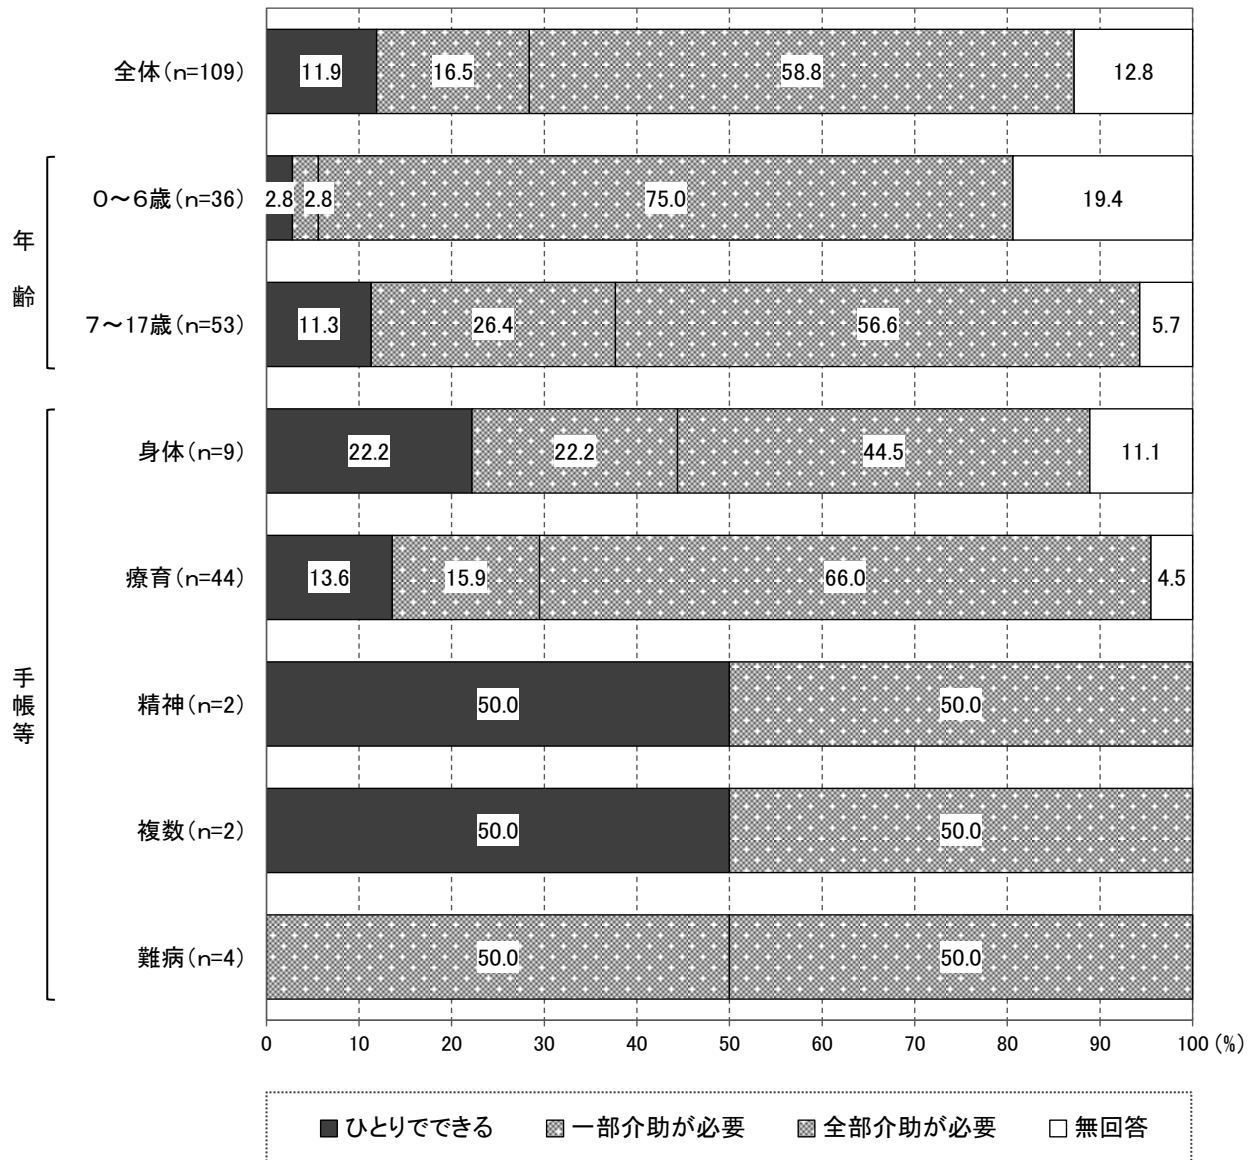 全体(n=109)
11.9 16.5 58.8 12.8
年齢
0～6歳(n=36)
2.8 2.8 75.0 19.4
7～17歳(n=53)
11.3 26.4 56.6 5.7
手帳等
身体(n=9)
22.2 22.2 44.5 11.1
療育(n=44)
13.6 15.9 66.0 4.5
精神(n=2)
50.0 50.0
複数(n=2)
50.0 50.0
難病(n=4)
50.0 50.0
0 10 20 30 40 50 60 70 80 90 100 (%)
ひとりでできる 一部介助が必要 全部介助が必要 無回答